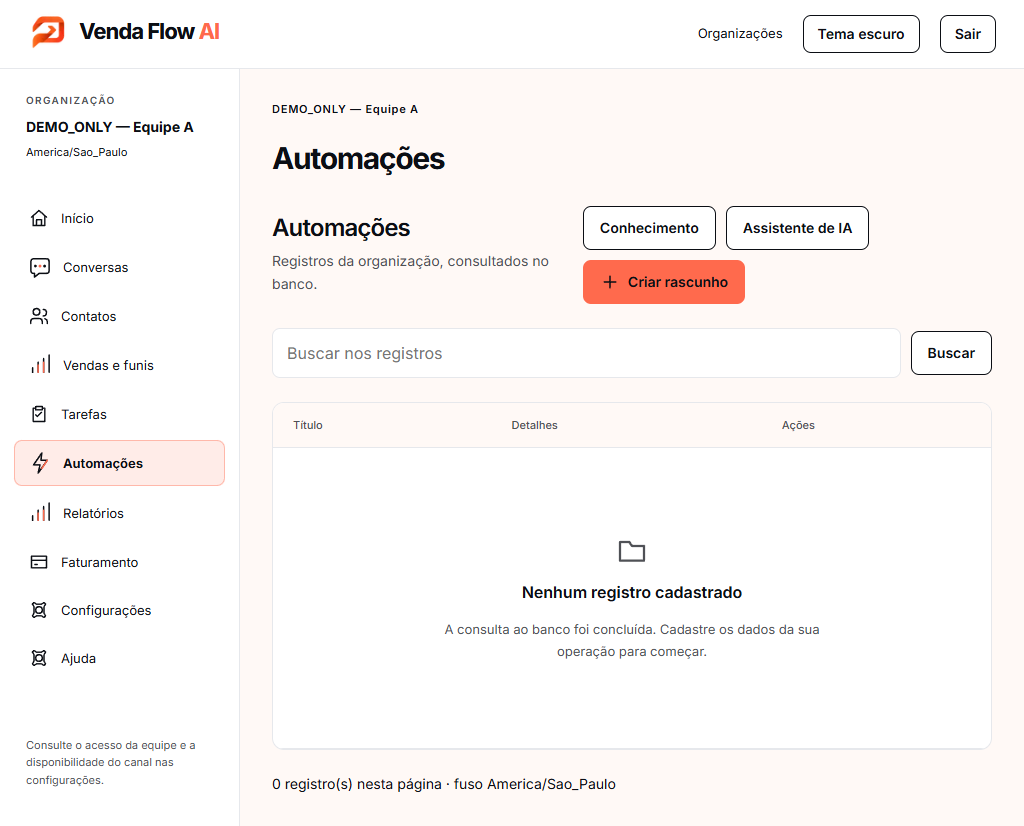 Venda Flow AI
Organizações
Tema escuro
Sair
ORGANIZAÇÃO
DEMO_ONLY — Equipe A
America/Sao_Paulo
Início
Conversas
Contatos
Vendas e funis
Tarefas
Automações
Relatórios
Faturamento
Configurações
Ajuda
Consulte o acesso da equipe e a
disponibilidade do canal nas
configurações.
DEMO_ONLY — Equipe A
Automações
Automações
Registros da organização, consultados no
banco.
Conhecimento
Assistente de IA
+ Criar rascunho
Buscar nos registros
Buscar
Título
Detalhes
Ações
Nenhum registro cadastrado
A consulta ao banco foi concluída. Cadastre os dados da sua
operação para começar.
0 registro(s) nesta página · fuso America/Sao_Paulo